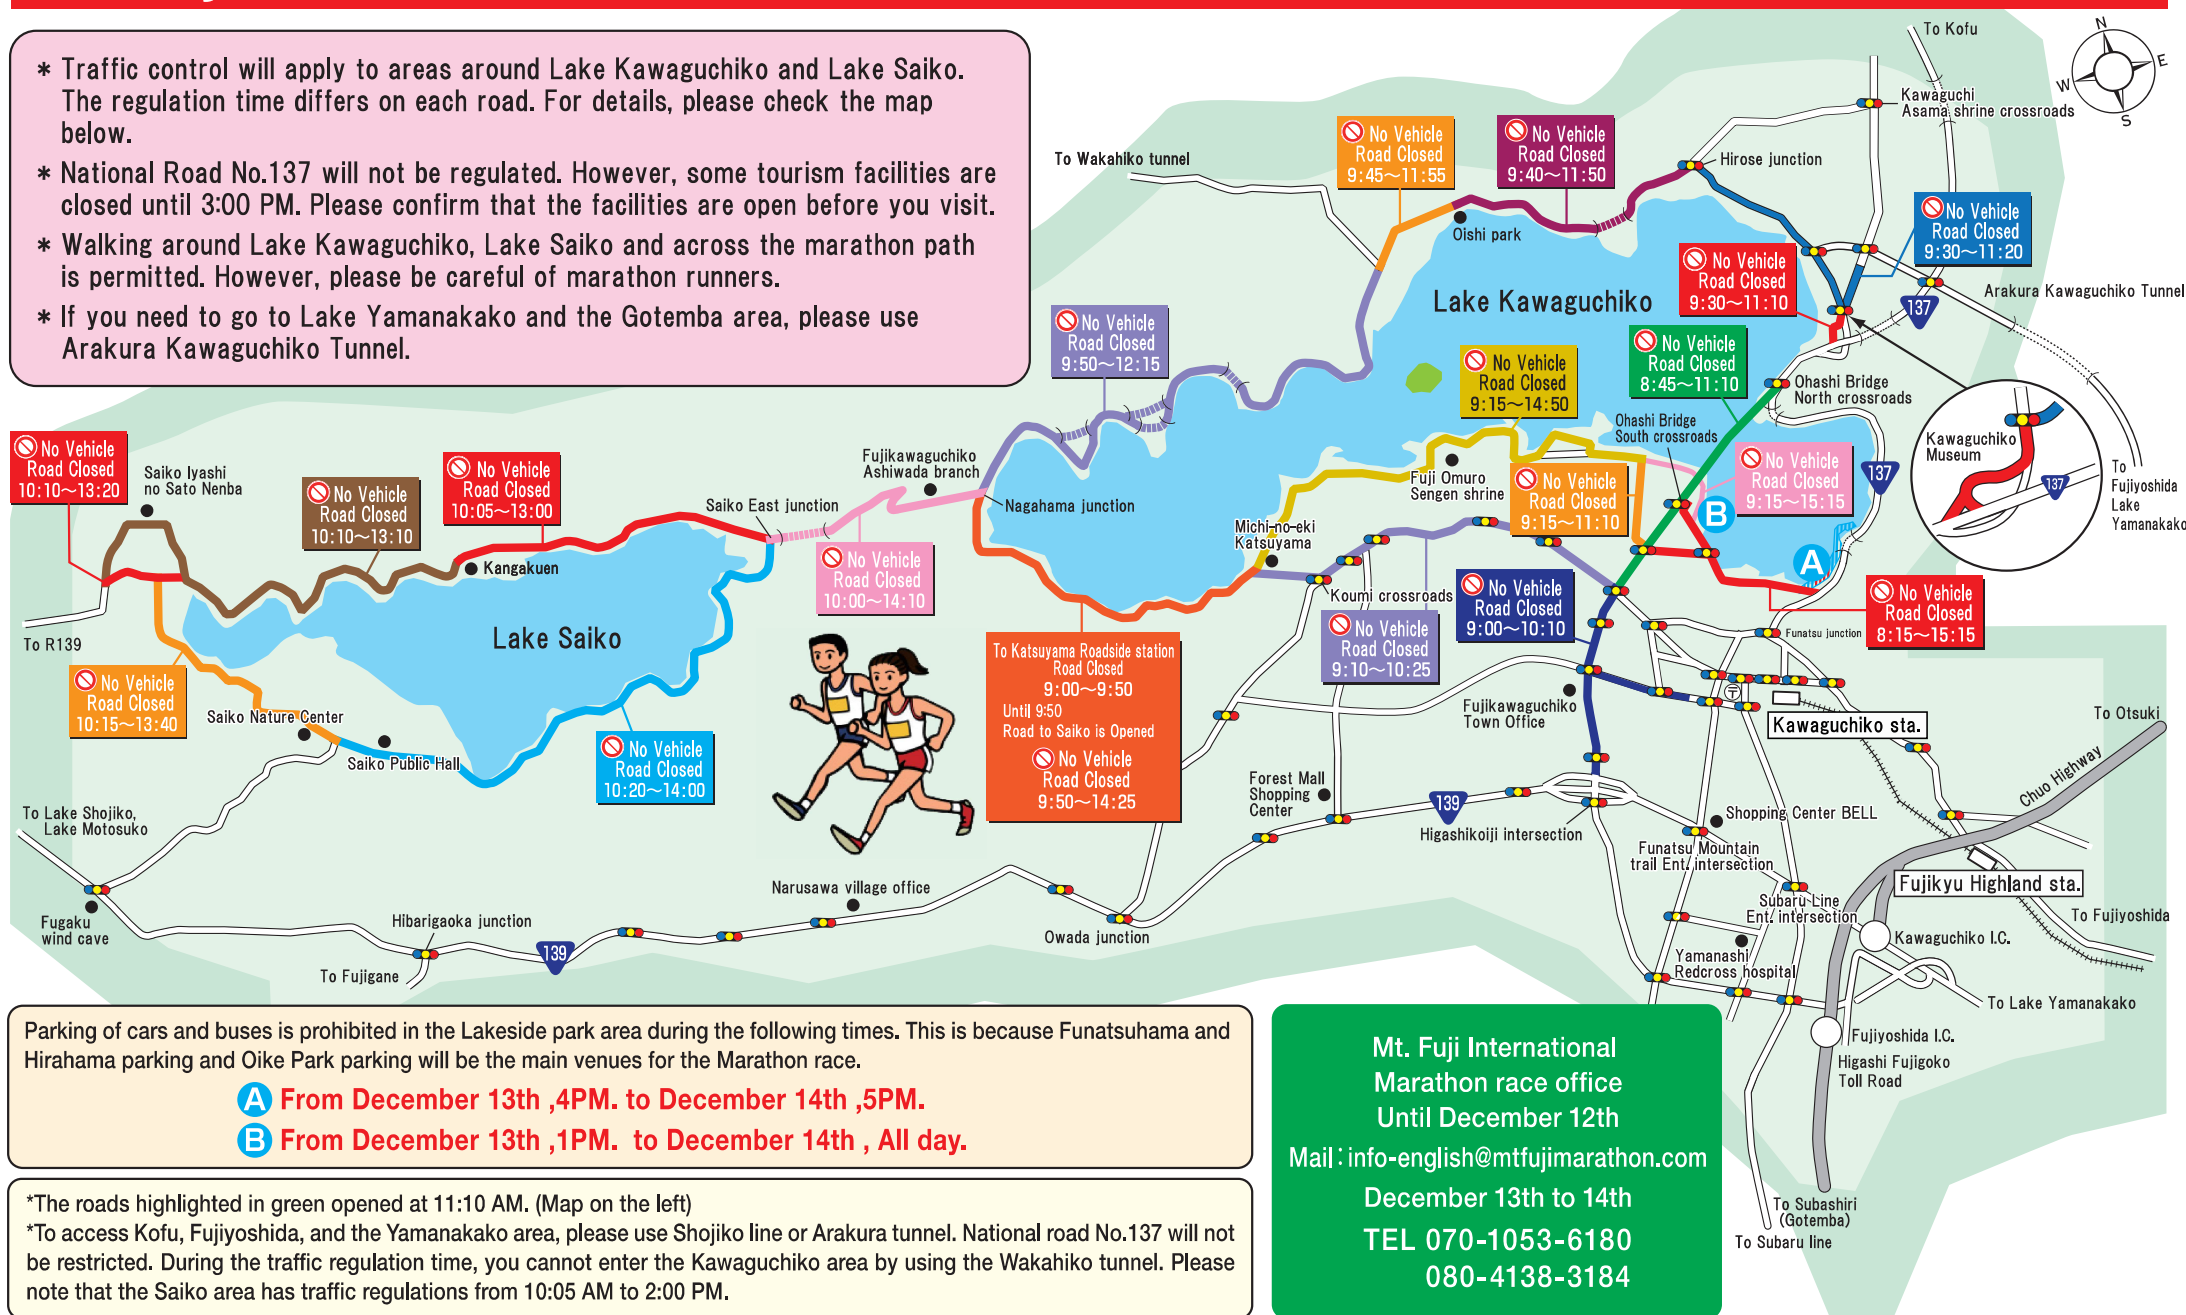 * Traffic control will apply to areas around Lake Kawaguchiko and Lake Saiko.
The regulation time differs on each road. For details, please check the map
below.
* National Road No.137 will not be regulated. However, some tourism facilities are
closed until 3:00 PM. Please confirm that the facilities are open before you visit.
* Walking around Lake Kawaguchiko, Lake Saiko and across the marathon path
is permitted. However, please be careful of marathon runners.
* If you need to go to Lake Yamanakako and the Gotemba area, please use
Arakura Kawaguchiko Tunnel.
To Kofu
N
E
W
S
Kawaguchi
Asama shrine crossroads
To Wakahiko tunnel
No Vehicle
Road Closed
9:45~11:55
No Vehicle
Road Closed
9:40~11:50
Hirose junction
Oishi park
No Vehicle
Road Closed
9:30~11:20
No Vehicle
Road Closed
9:30~11:10
Arakura Kawaguchiko Tunnel
137
Lake Kawaguchiko
No Vehicle
Road Closed
9:50~12:15
No Vehicle
Road Closed
9:15~14:50
No Vehicle
Road Closed
8:45~11:10
Ohashi Bridge
North crossroads
Ohashi Bridge
South crossroads
Kawaguchiko
Museum
137
137
To
Fujiyoshida
Lake
Yamanakako
No Vehicle
Road Closed
10:10~13:20
Saiko Iyashi
no Sato Nenba
No Vehicle
Road Closed
10:10~13:10
No Vehicle
Road Closed
10:05~13:00
Fujikawaguchiko
Ashiwada branch
Saiko East junction
Nagahama junction
Fuji Omuro
Sengen shrine
No Vehicle
Road Closed
9:15~11:10
No Vehicle
Road Closed
9:15~15:15
B
A
Michi-no-eki
Katsuyama
Kangakuen
No Vehicle
Road Closed
10:00~14:10
Koumi crossroads
No Vehicle
Road Closed
9:00~10:10
No Vehicle
Road Closed
8:15~15:15
Funatsu junction
To R139
Lake Saiko
No Vehicle
Road Closed
9:10~10:25
To Katsuyama Roadside station
Road Closed
9:00~9:50
Until 9:50
Road to Saiko is Opened
No Vehicle
Road Closed
9:50~14:25
No Vehicle
Road Closed
10:15~13:40
Saiko Nature Center
Saiko Public Hall
No Vehicle
Road Closed
10:20~14:00
Fujikawaguchiko
Town Office
〒
Kawaguchiko sta.
To Otsuki
Chuo Highway
To Lake Shojiko,
Lake Motosuko
Forest Mall
Shopping
Center
139
Higashikoiji intersection
Shopping Center BELL
Funatsu Mountain
trail Ent. intersection
Fujikyu Highland sta.
Subaru Line
Ent. intersection
To Fujiyoshida
Fugaku
wind cave
Hibarigaoka junction
Narusawa village office
Owada junction
139
To Fujigane
Kawaguchiko I.C.
Yamanashi
Redcross hospital
To Lake Yamanakako
Fujiyoshida I.C.
Higashi Fujigoko
Toll Road
To Subashiri
(Gotemba)
To Subaru line
Parking of cars and buses is prohibited in the Lakeside park area during the following times. This is because Funatsuhama and
Hirahama parking and Oike Park parking will be the main venues for the Marathon race.
A From December 13th ,4PM. to December 14th ,5PM.
B From December 13th ,1PM. to December 14th , All day.
*The roads highlighted in green opened at 11:10 AM. (Map on the left)
*To access Kofu, Fujiyoshida, and the Yamanakako area, please use Shojiko line or Arakura tunnel. National road No.137 will not
be restricted. During the traffic regulation time, you cannot enter the Kawaguchiko area by using the Wakahiko tunnel. Please
note that the Saiko area has traffic regulations from 10:05 AM to 2:00 PM.
Mt. Fuji International
Marathon race office
Until December 12th
Mail:info-english@mtfujimarathon.com
December 13th to 14th
TEL 070-1053-6180
080-4138-3184